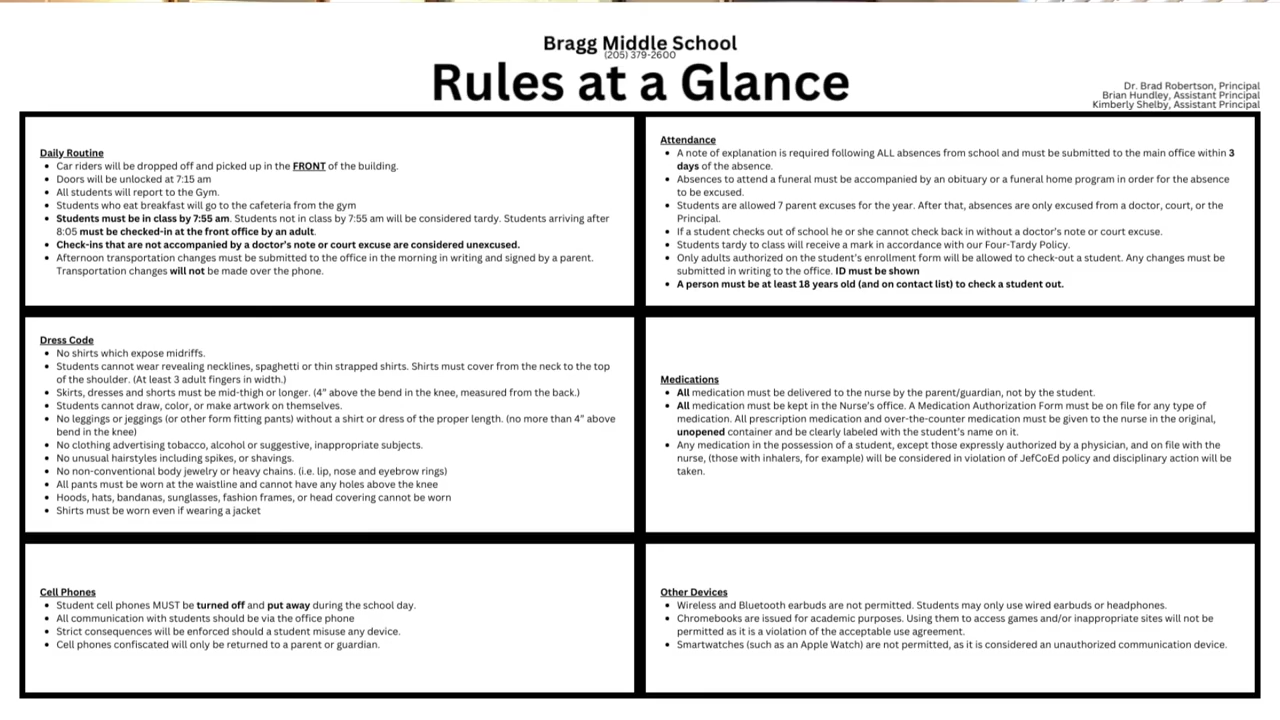 Bragg Middle School
(205) 379-2600
Rules at a Glance
Dr. Brad Robertson, Principal
Brian Hundley, Assistant Principal
Kimberly Shelby, Assistant Principal
Daily Routine
• Car riders will be dropped off and picked up in the FRONT of the building.
• Doors will be unlocked at 7:15 am
• All students will report to the Gym.
• Students who eat breakfast will go to the cafeteria from the gym
• Students must be in class by 7:55 am. Students not in class by 7:55 am will be considered tardy. Students arriving after
8:05 must be checked-in at the front office by an adult.
• Check-ins that are not accompanied by a doctor's note or court excuse are considered unexcused.
• Afternoon transportation changes must be submitted to the office in the morning in writing and signed by a parent.
Transportation changes will not be made over the phone.
Attendance
• A note of explanation is required following ALL absences from school and must be submitted to the main office within 3
days of the absence.
• Absences to attend a funeral must be accompanied by an obituary or a funeral home program in order for the absence
to be excused.
• Students are allowed 7 parent excuses for the year. After that, absences are only excused from a doctor, court, or the
Principal.
• If a student checks out of school he or she cannot check back in without a doctor's note or court excuse.
• Students tardy to class will receive a mark in accordance with our Four-Tardy Policy.
• Only adults authorized on the student's enrollment form will be allowed to check-out a student. Any changes must be
submitted in writing to the office. ID must be shown
• A person must be at least 18 years old (and on contact list) to check a student out.
Dress Code
• No shirts which expose midriffs.
• Students cannot wear revealing necklines, spaghetti or thin strapped shirts. Shirts must cover from the neck to the top
of the shoulder. (At least 3 adult fingers in width.)
• Skirts, dresses and shorts must be mid-thigh or longer. (4" above the bend in the knee, measured from the back.)
• Students cannot draw, color, or make artwork on themselves.
• No leggings or jeggings (or other form fitting pants) without a shirt or dress of the proper length. (no more than 4" above
bend in the knee)
• No clothing advertising tobacco, alcohol or suggestive, inappropriate subjects.
• No unusual hairstyles including spikes, or shavings.
• No non-conventional body jewelry or heavy chains. (i.e. lip, nose and eyebrow rings)
• All pants must be worn at the waistline and cannot have any holes above the knee
• Hoods, hats, bandanas, sunglasses, fashion frames, or head covering cannot be worn
• Shirts must be worn even if wearing a jacket
Medications
• All medication must be delivered to the nurse by the parent/guardian, not by the student.
• All medication must be kept in the Nurse's office. A Medication Authorization Form must be on file for any type of
medication. All prescription medication and over-the-counter medication must be given to the nurse in the original,
unopened container and be clearly labeled with the student's name on it.
• Any medication in the possession of a student, except those expressly authorized by a physician, and on file with the
nurse, (those with inhalers, for example) will be considered in violation of JefCoEd policy and disciplinary action will be
taken.
Cell Phones
• Student cell phones MUST be turned off and put away during the school day.
• All communication with students should be via the office phone
• Strict consequences will be enforced should a student misuse any device.
• Cell phones confiscated will only be returned to a parent or guardian.
Other Devices
• Wireless and Bluetooth earbuds are not permitted. Students may only use wired earbuds or headphones.
• Chromebooks are issued for academic purposes. Using them to access games and/or inappropriate sites will not be
permitted as it is a violation of the acceptable use agreement.
• Smartwatches (such as an Apple Watch) are not permitted, as it is considered an unauthorized communication device.